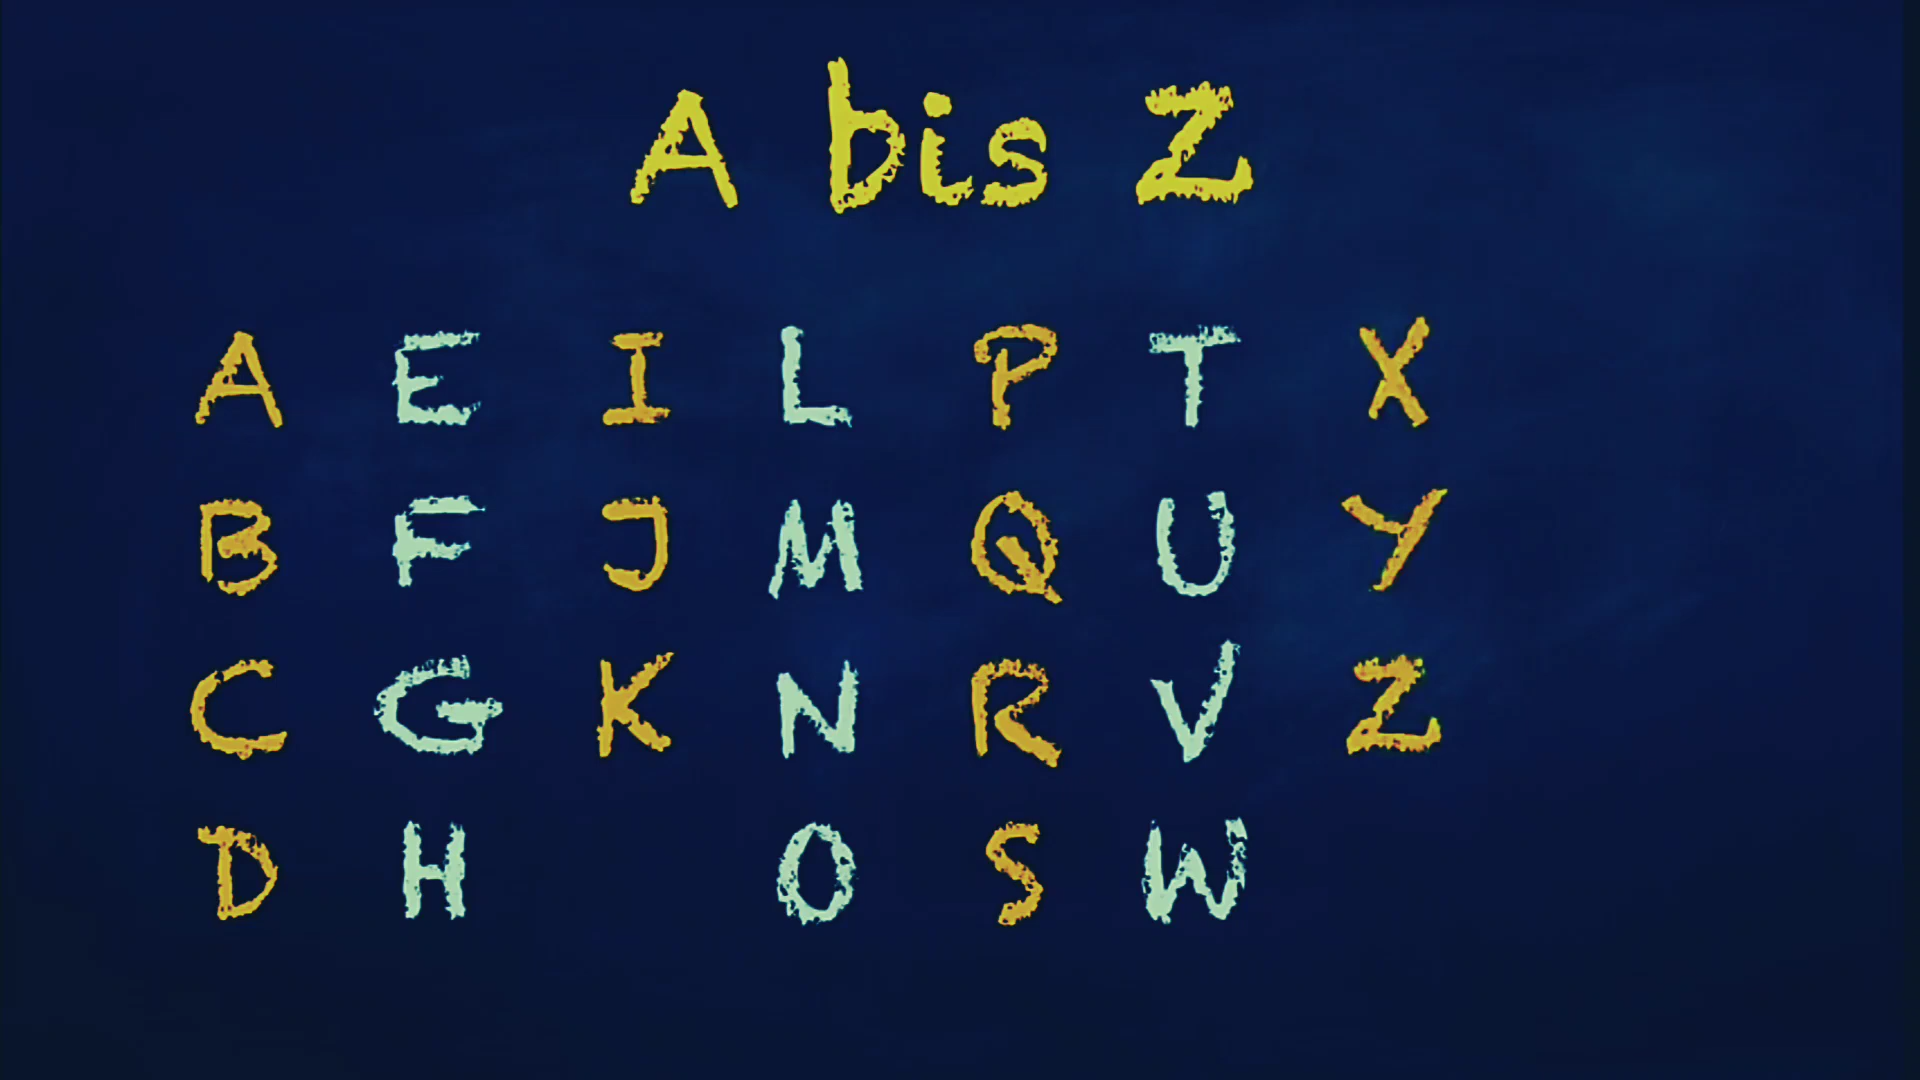 A bis Z
A E I L P T X
B F J M Q U Y
C G K N R V Z
D H O S W